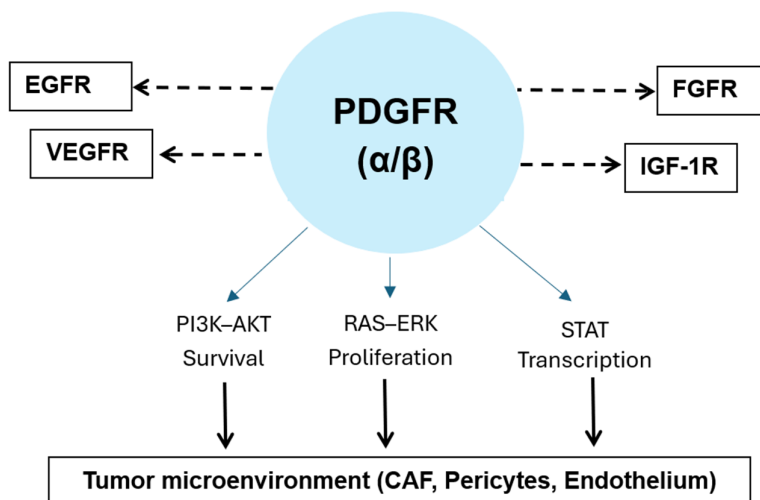 PDGFR
(α/β)
EGFR
VEGFR
FGFR
IGF-1R
PI3K–AKT
Survival
RAS–ERK
Proliferation
STAT
Transcription
Tumor microenvironment (CAF, Pericytes, Endothelium)